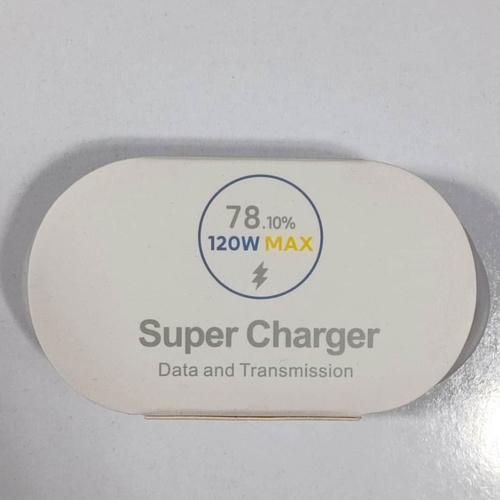 78.10%
120W MAX
Super Charger
Data and Transmission